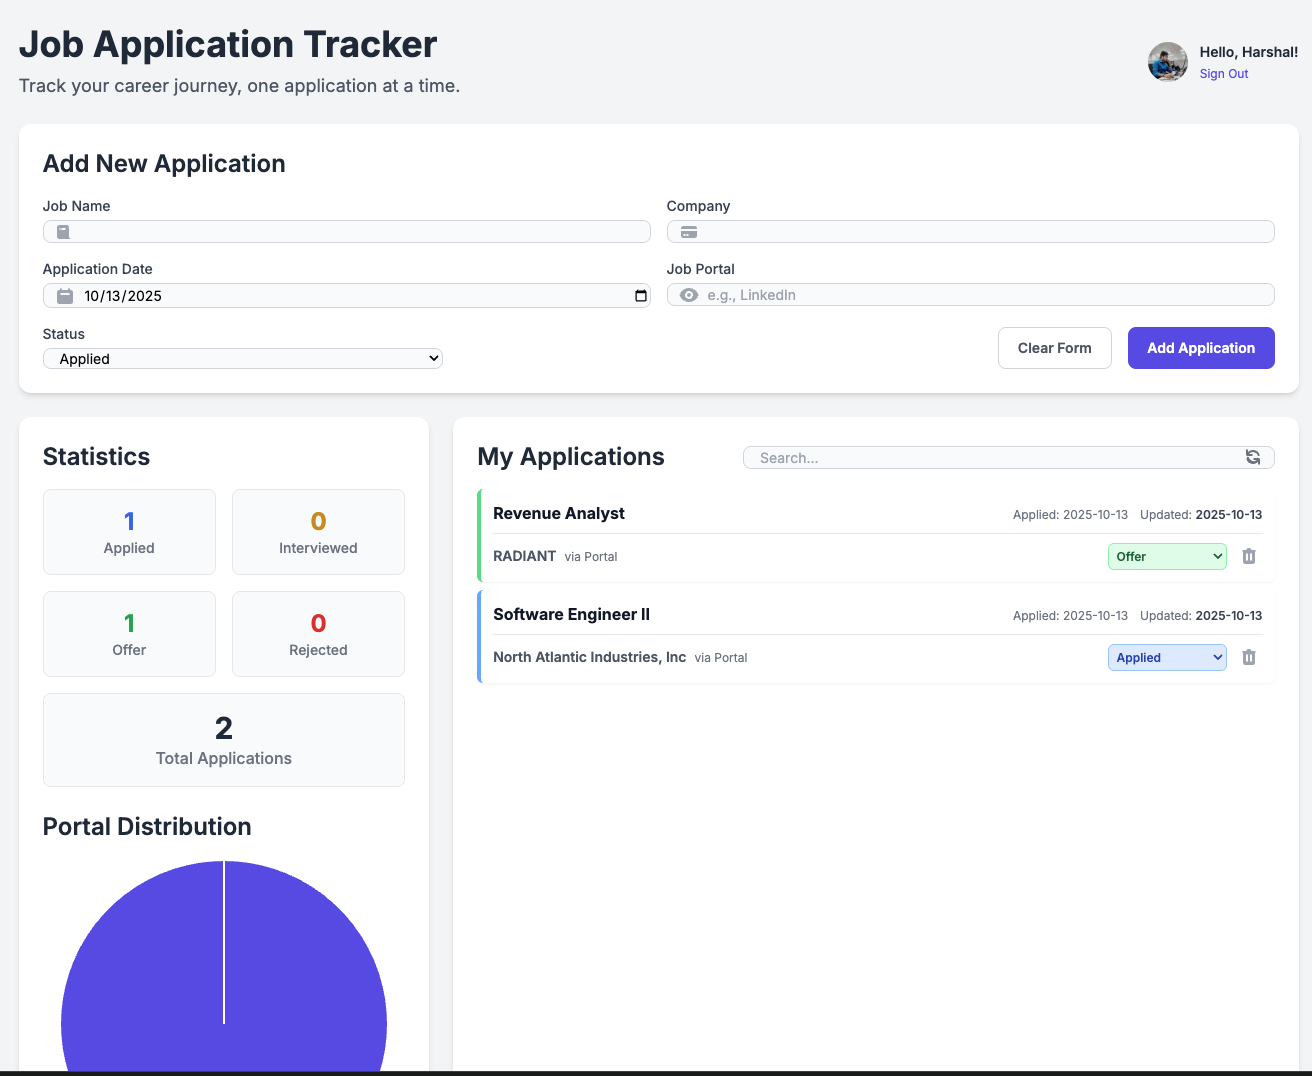 Job Application Tracker
Track your career journey, one application at a time.
Hello, Harshal!
Sign Out
Add New Application
Job Name
Company
Application Date
10/13/2025
Job Portal
e.g., LinkedIn
Status
Applied
Clear Form
Add Application
Statistics
1
Applied
0
Interviewed
1
Offer
0
Rejected
2
Total Applications
Portal Distribution
My Applications
Search...
Revenue Analyst
Applied: 2025-10-13 Updated: 2025-10-13
RADIANT via Portal
Offer
Software Engineer II
Applied: 2025-10-13 Updated: 2025-10-13
North Atlantic Industries, Inc via Portal
Applied